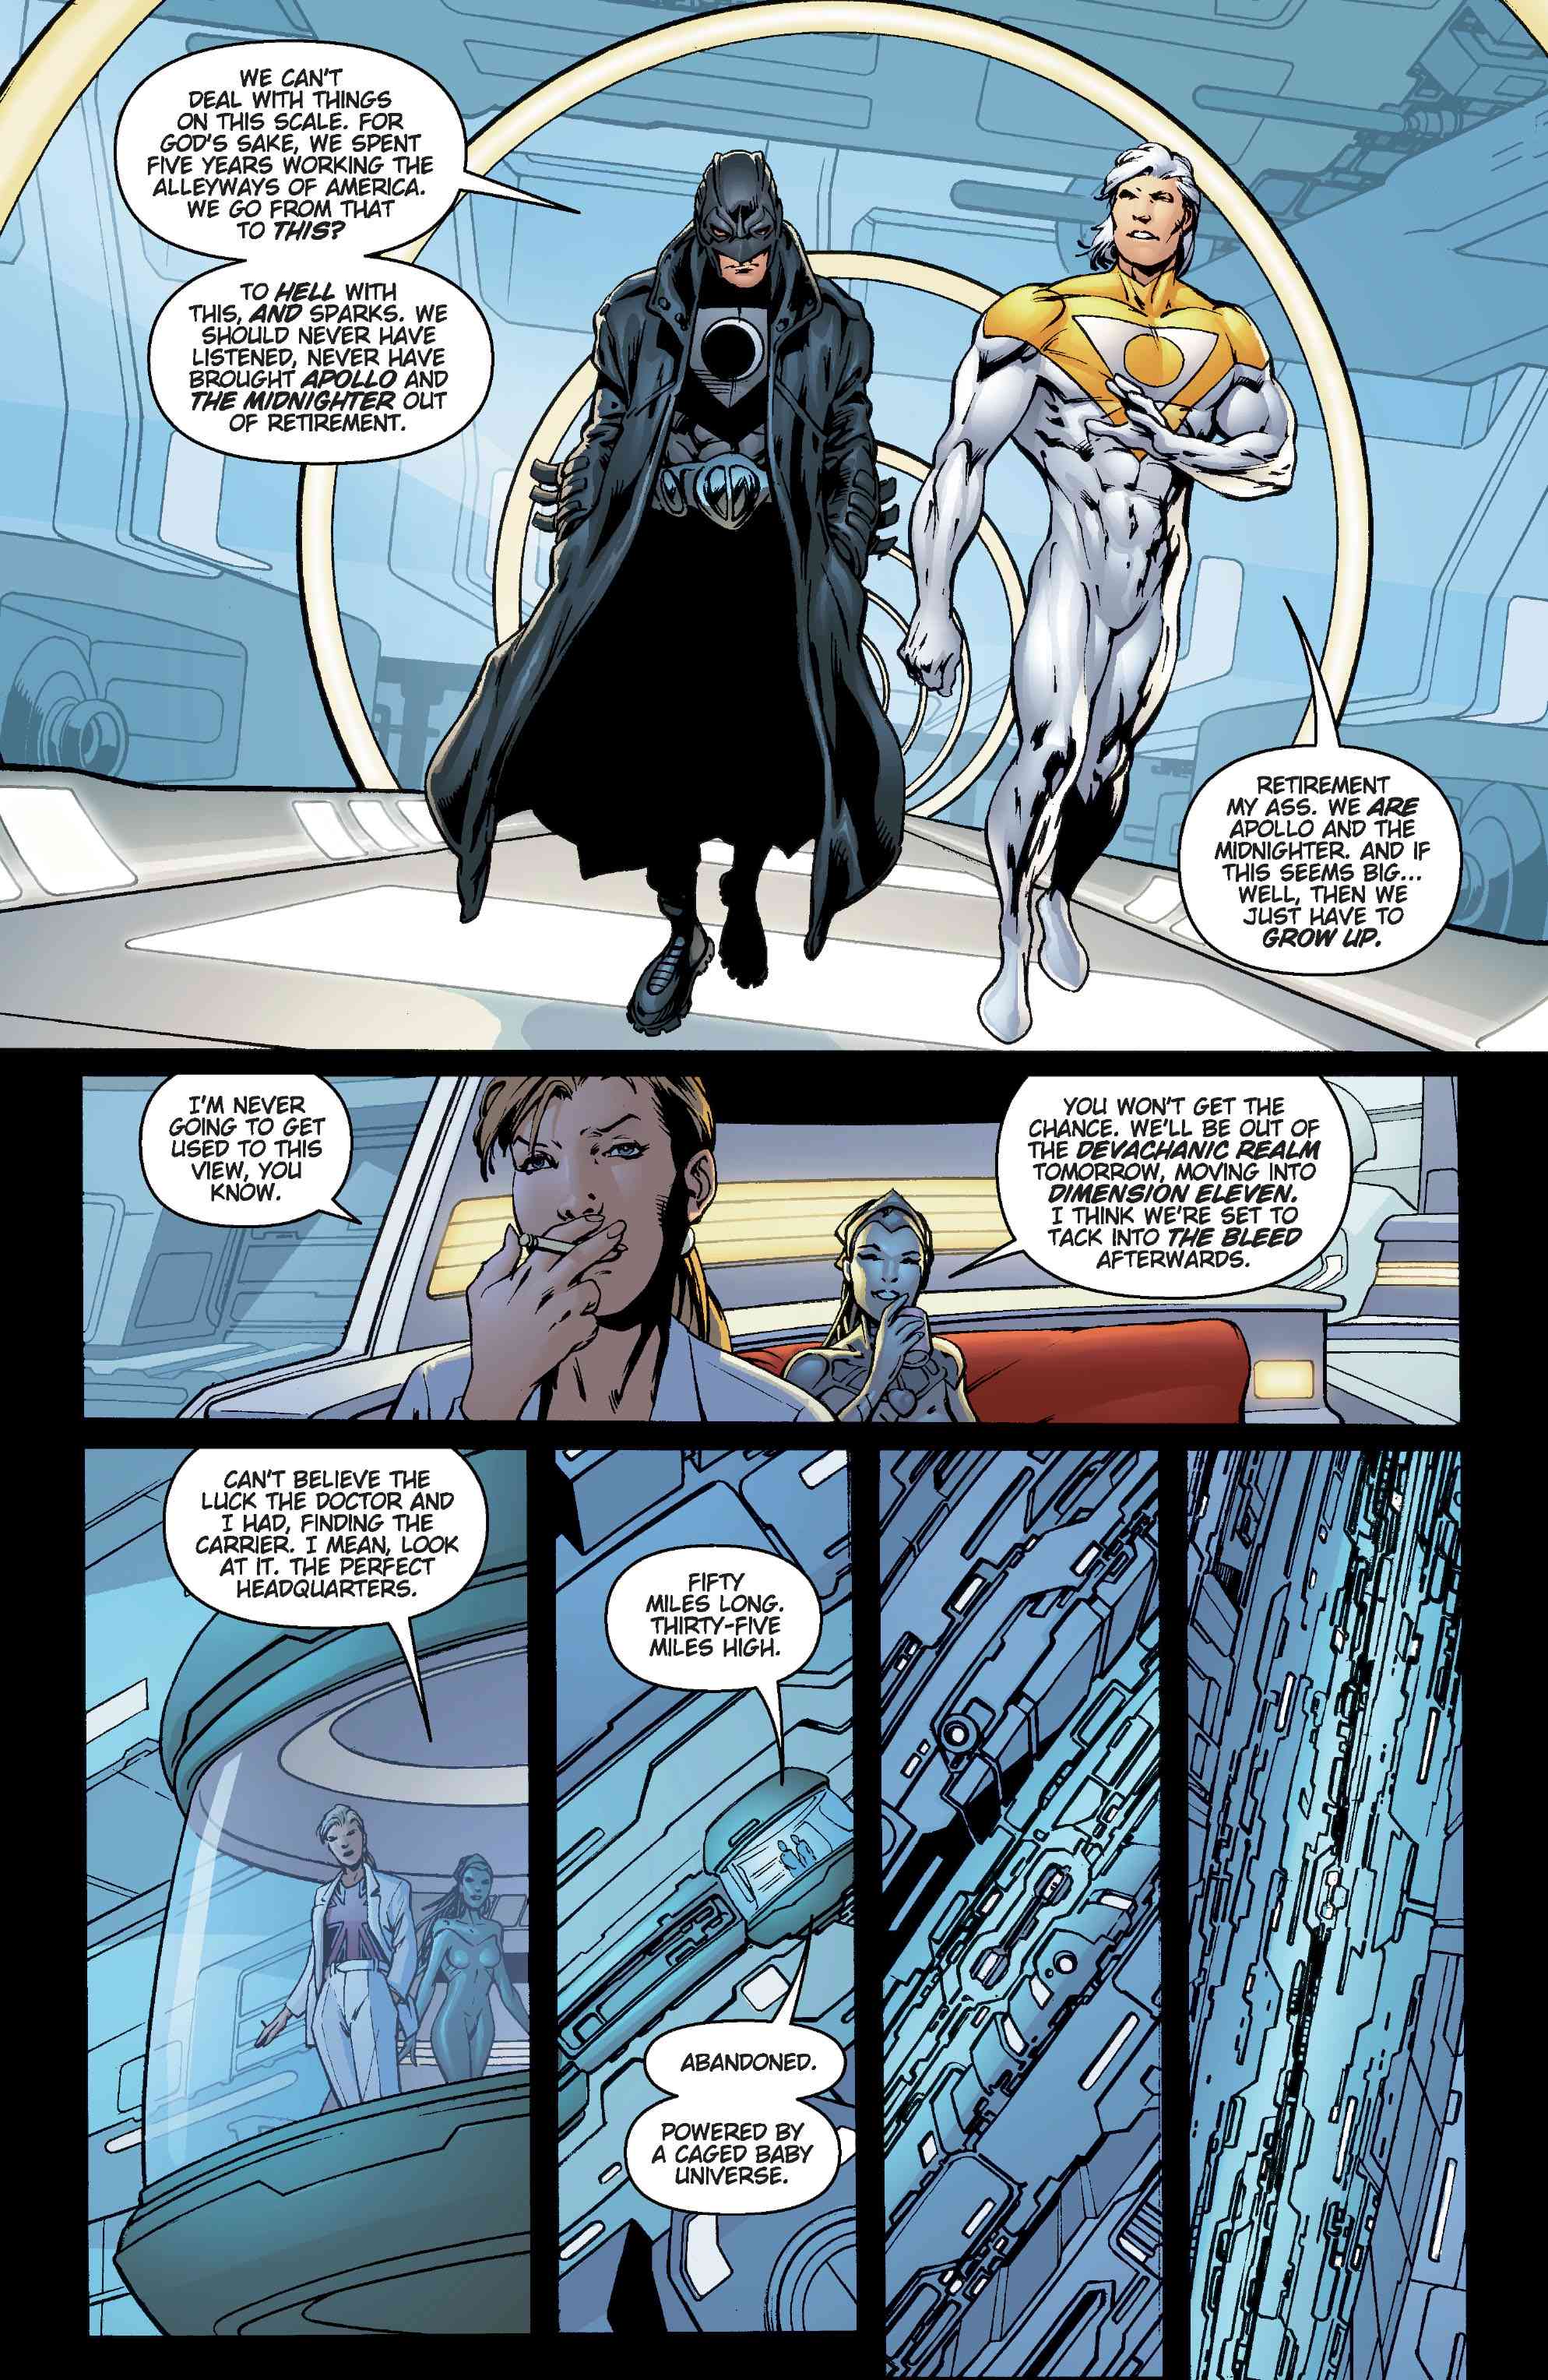 WE CAN'T
DEAL WITH THINGS
ON THIS SCALE. FOR
GOD'S SAKE, WE SPENT
FIVE YEARS WORKING THE
ALLEYWAYS OF AMERICA.
WE GO FROM THAT
TO THIS?
TO HELL WITH
THIS, AND SPARKS. WE
SHOULD NEVER HAVE
LISTENED, NEVER HAVE
BROUGHT APOLLO AND
THE MIDNIGHTER OUT
OF RETIREMENT.
RETIREMENT
MY ASS. WE ARE
APOLLO AND THE
MIDNIGHTER. AND IF
THIS SEEMS BIG...
WELL, THEN WE
JUST HAVE TO
GROW UP.
I'M NEVER
GOING TO GET
USED TO THIS
VIEW, YOU
KNOW.
YOU WON'T GET THE
CHANCE. WE'LL BE OUT OF
THE DEVACHANIC REALM
TOMORROW, MOVING INTO
DIMENSION ELEVEN.
I THINK WE'RE SET TO
TACK INTO THE BLEED
AFTERWARDS.
CAN'T BELIEVE THE
LUCK THE DOCTOR AND
I HAD, FINDING THE
CARRIER. I MEAN, LOOK
AT IT. THE PERFECT
HEADQUARTERS.
FIFTY
MILES LONG.
THIRTY-FIVE
MILES HIGH.
ABANDONED.
POWERED BY
A CAGED BABY
UNIVERSE.